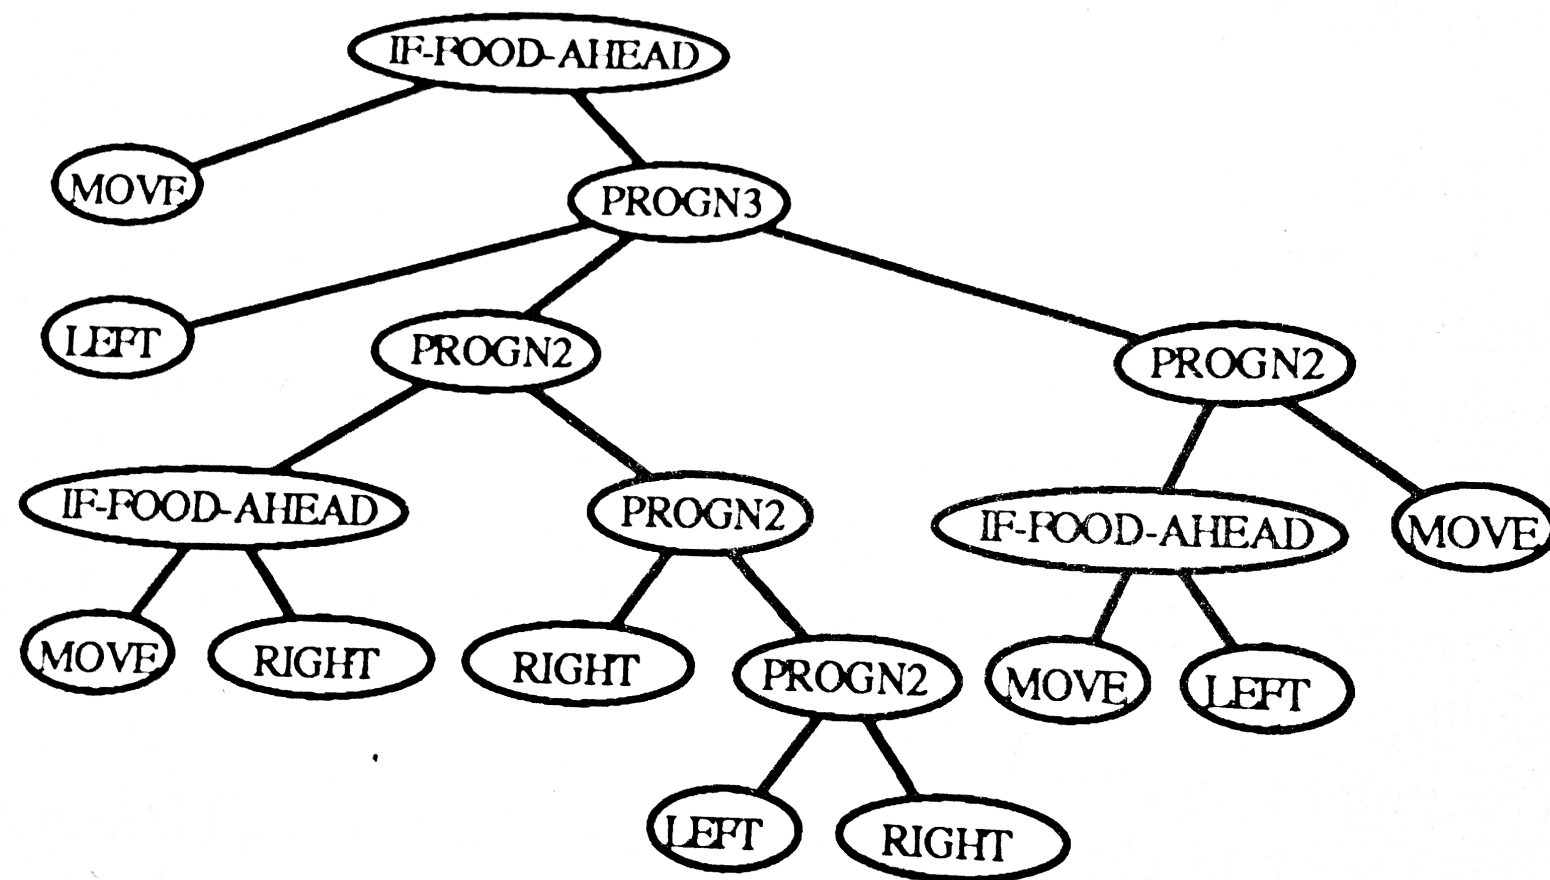 IF-FOOD-AHEAD
MOVE
PROGN3
LEFT
PROGN2
PROGN2
IF-FOOD-AHEAD
PROGN2
IF-FOOD-AHEAD
MOVE
MOVE
RIGHT
RIGHT
PROGN2
MOVE
LEFT
LEFT
RIGHT